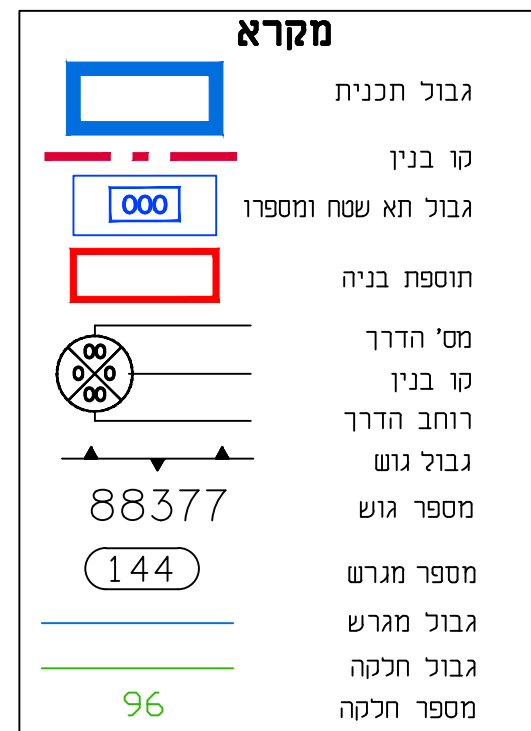 מקרא
גבול תכנית
קו בנין
גבול תא שטח ומספרו 000
תוספת בניה
מס' הדרך 00
קו בנין 0 0
רוחב הדרך 00
גבול גוש
מספר גוש 88377
מספר מגרש 144
גבול מגרש
גבול חלקה
מספר חלקה 96